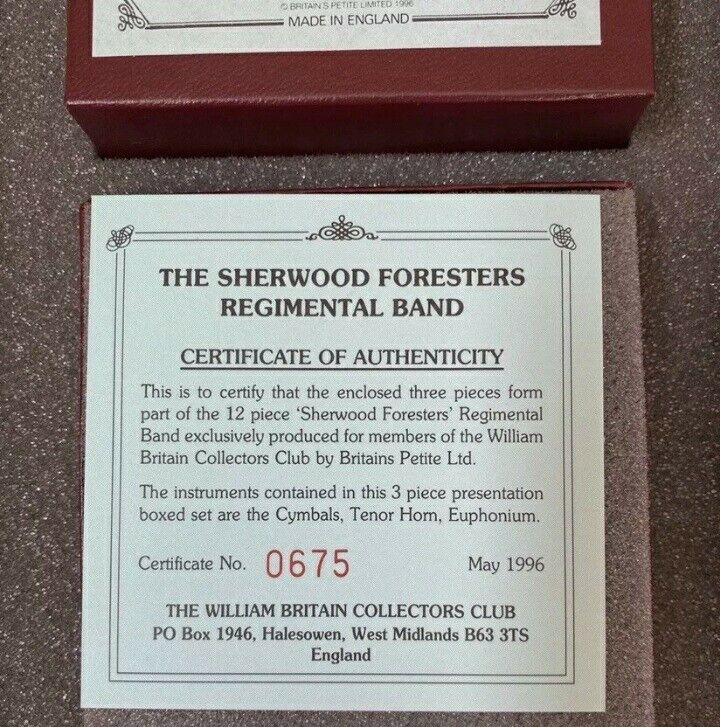 © BRITAIN'S PETITE LIMITED 1996
MADE IN ENGLAND
THE SHERWOOD FORESTERS
REGIMENTAL BAND
CERTIFICATE OF AUTHENTICITY
This is to certify that the enclosed three pieces form
part of the 12 piece ‘Sherwood Foresters’ Regimental
Band exclusively produced for members of the William
Britain Collectors Club by Britains Petite Ltd.
The instruments contained in this 3 piece presentation
boxed set are the Cymbals, Tenor Horn, Euphonium.
Certificate No. 0675 May 1996
THE WILLIAM BRITAIN COLLECTORS CLUB
PO Box 1946, Halesowen, West Midlands B63 3TS
England